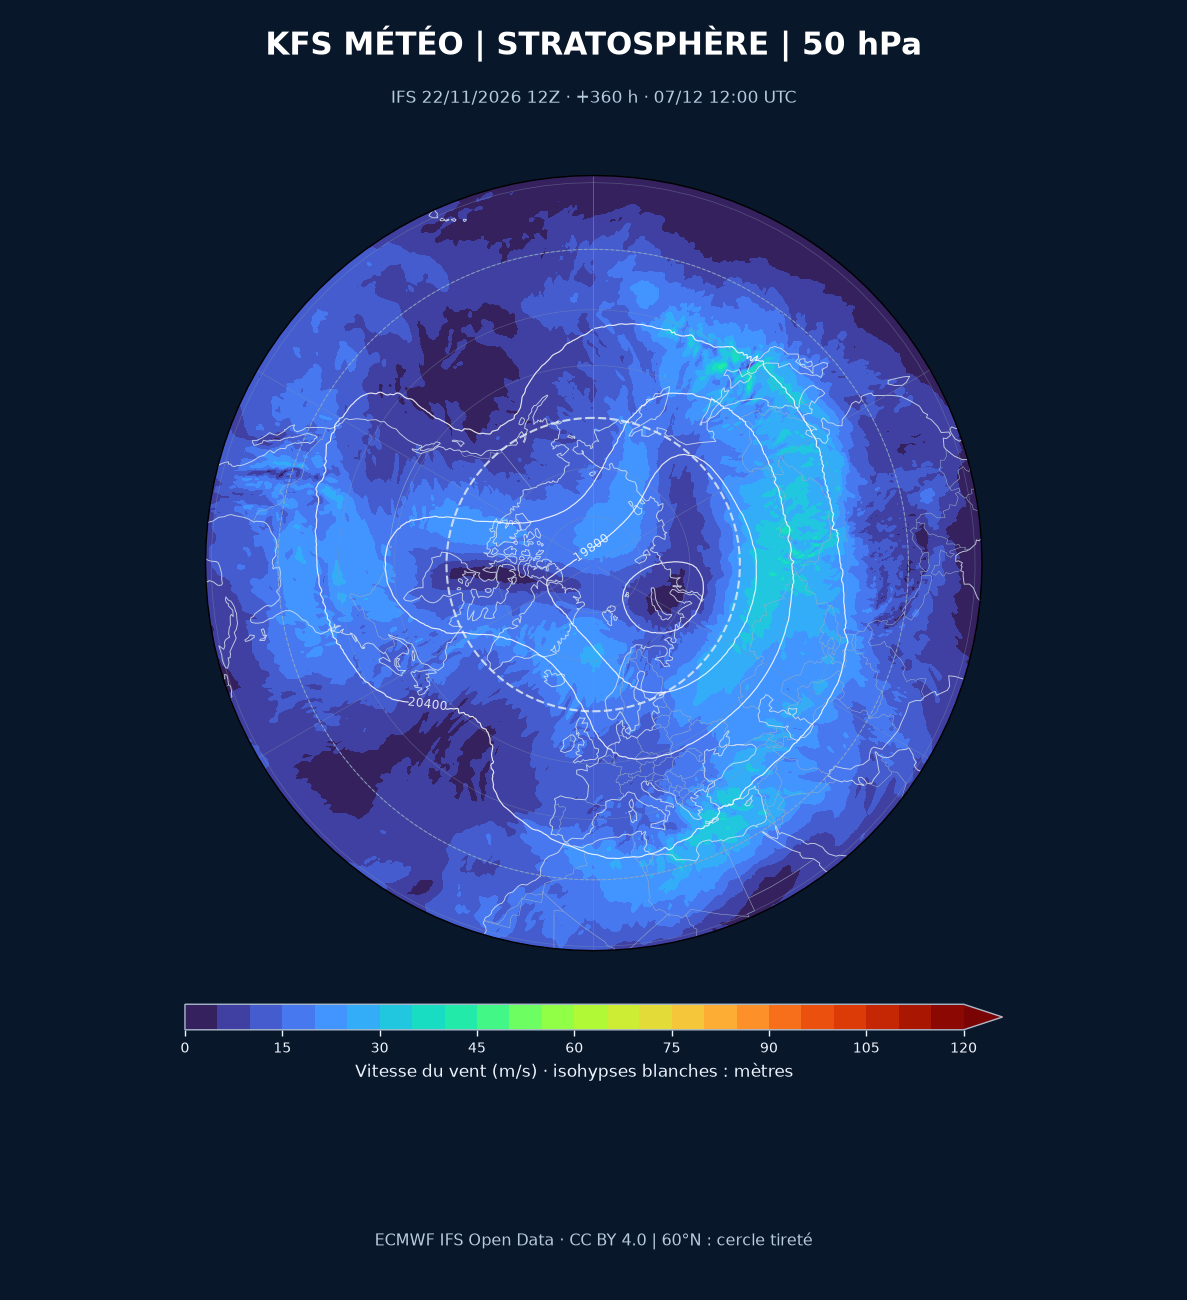 KFS MÉTÉO | STRATOSPHÈRE | 50 hPa
IFS 22/11/2026 12Z · +360 h · 07/12 12:00 UTC
19800
20400
0 15 30 45 60 75 90 105 120
Vitesse du vent (m/s) · isohypses blanches : mètres
ECMWF IFS Open Data · CC BY 4.0 | 60°N : cercle tireté